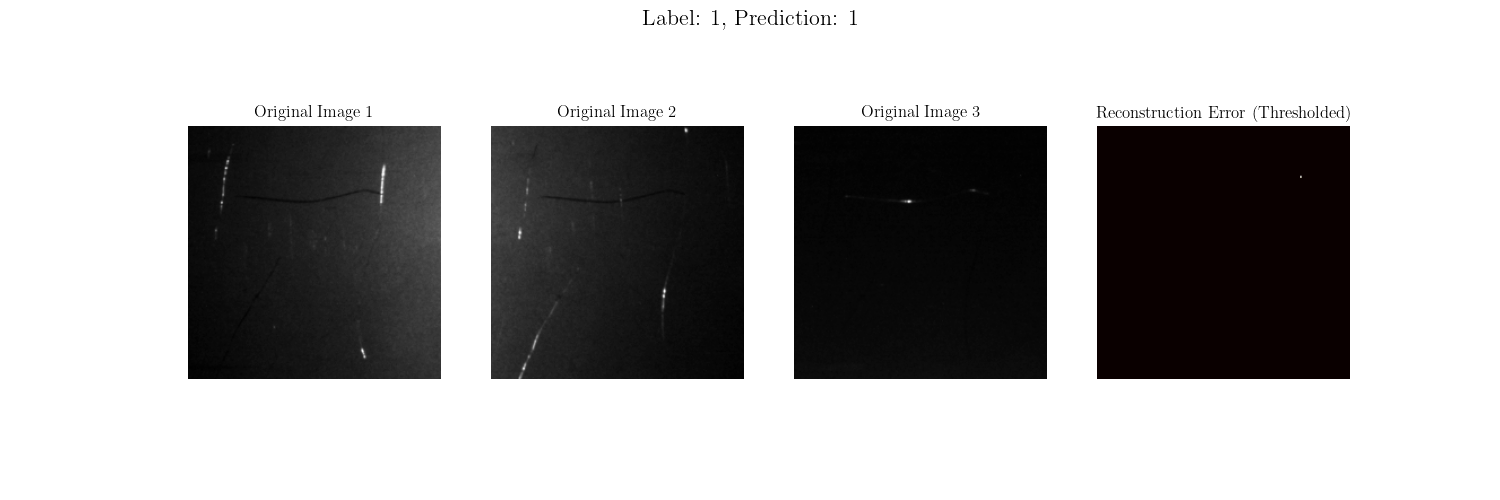 Label: 1, Prediction: 1
Original Image 1
Original Image 2
Original Image 3
Reconstruction Error (Thresholded)